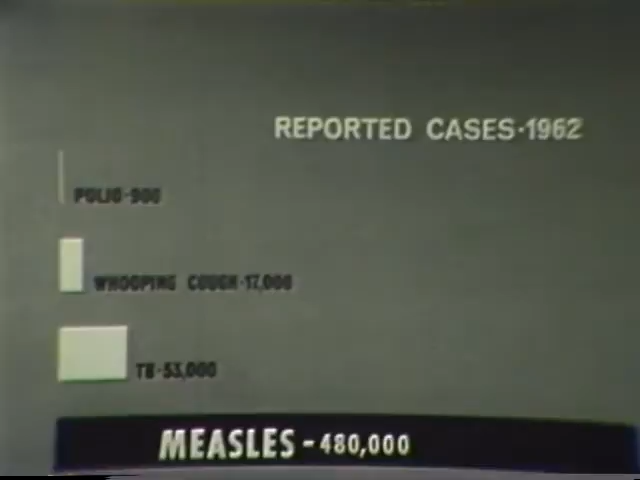 REPORTED CASES-1962
POLIO-900
WHOOPING COUGH-17,000
TB-53,000
MEASLES-480,000